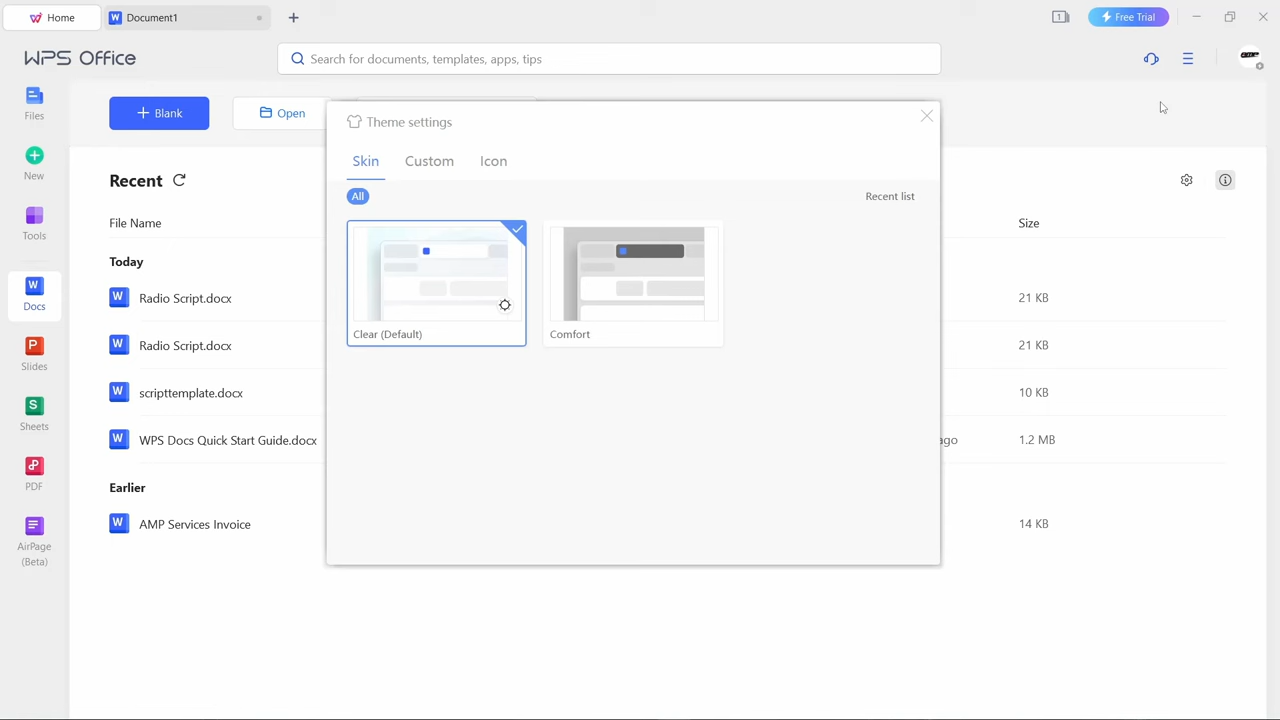 Home
Document1
1
Free Trial
WPS Office
Search for documents, templates, apps, tips
Files
New
Tools
Docs
Slides
Sheets
PDF
AirPage
(Beta)
Blank
Open
Recent
File Name
Size
Today
Radio Script.docx
21 KB
Radio Script.docx
21 KB
scripttemplate.docx
10 KB
WPS Docs Quick Start Guide.docx
ago
1.2 MB
Earlier
AMP Services Invoice
14 KB
Theme settings
Skin
Custom
Icon
All
Recent list
Clear (Default)
Comfort